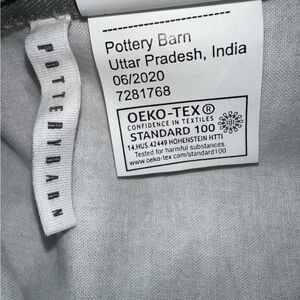 POTTERYBARN
Pottery Barn
Uttar Pradesh, India
06/2020
7281768
OEKO-TEX®
CONFIDENCE IN TEXTILES
STANDARD 100
14.HUS.42449 HOHENSTEIN HTTI
Tested for harmful substances.
www.oeko-tex.com/standard100